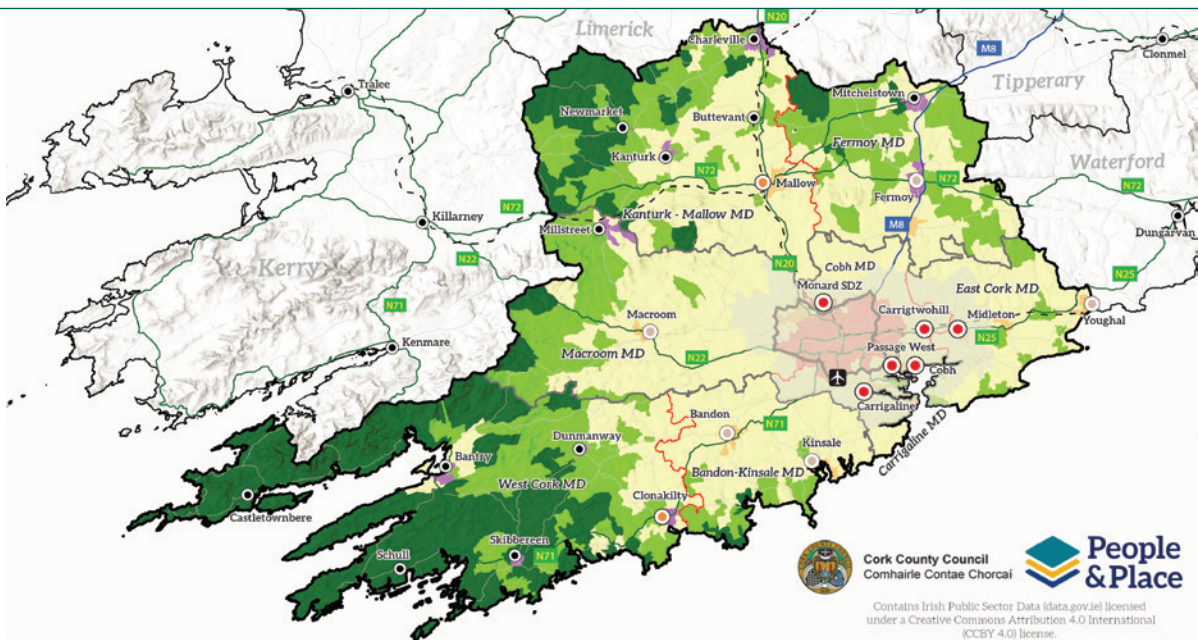 N20
Limerick
Charleville
M8
Clonmel
Tipperary
Tralee
Mitchelstown
Newmarket
Buttevant
Fermoy MD
Kanturk
Waterford
N72
N72
Mallow
Fermoy
N72
Killarney
N72
Kanturk - Mallow MD
Millstreet
M8
Dungarvan
N22
Kerry
N20
Cobh MD
N25
East Cork MD
Monard SDZ
N71
Carrigtwohill
Midleton
Youghal
Macroom
Passage West
N25
Kenmare
Macroom MD
N22
Cobh
Carrigaline
Bandon
N71
Dunmanway
Kinsale
Carrigaline MD
Bantry
West Cork MD
Bandon-Kinsale MD
Castletownbere
Clonakilty
Skibbereen
N71
Schull
Cork County Council
Comhairle Contae Chorcaí
People
&Place
Contains Irish Public Sector Data (data.gov.ie) licensed
under a Creative Commons Attribution 4.0 International
(CCBY 4.0) license.